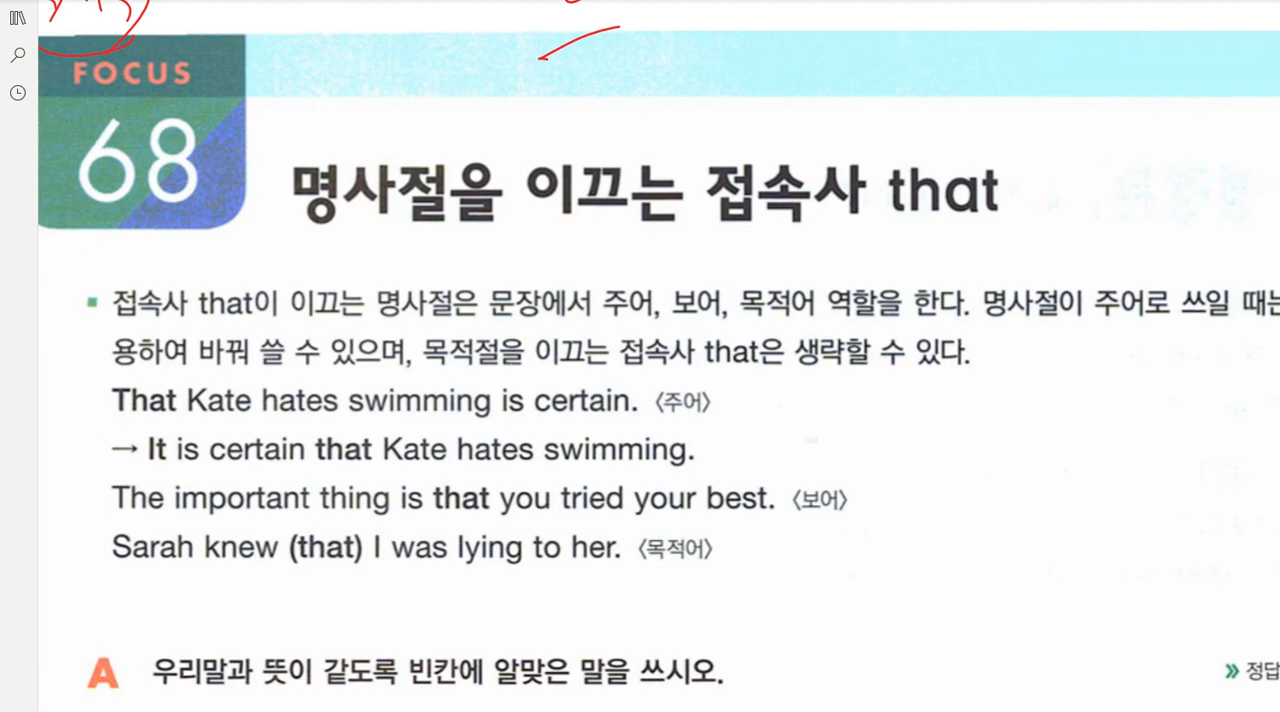 FOCUS
68
명사절을 이끄는 접속사 that
접속사 that이 이끄는 명사절은 문장에서 주어, 보어, 목적어 역할을 한다. 명사절이 주어로 쓰일 때는
용하여 바꿔 쓸 수 있으며, 목적절을 이끄는 접속사 that은 생략할 수 있다.
That Kate hates swimming is certain. 〈주어〉
→ It is certain that Kate hates swimming.
The important thing is that you tried your best. 〈보어〉
Sarah knew (that) I was lying to her. 〈목적어〉
A 우리말과 뜻이 같도록 빈칸에 알맞은 말을 쓰시오.
» 정답